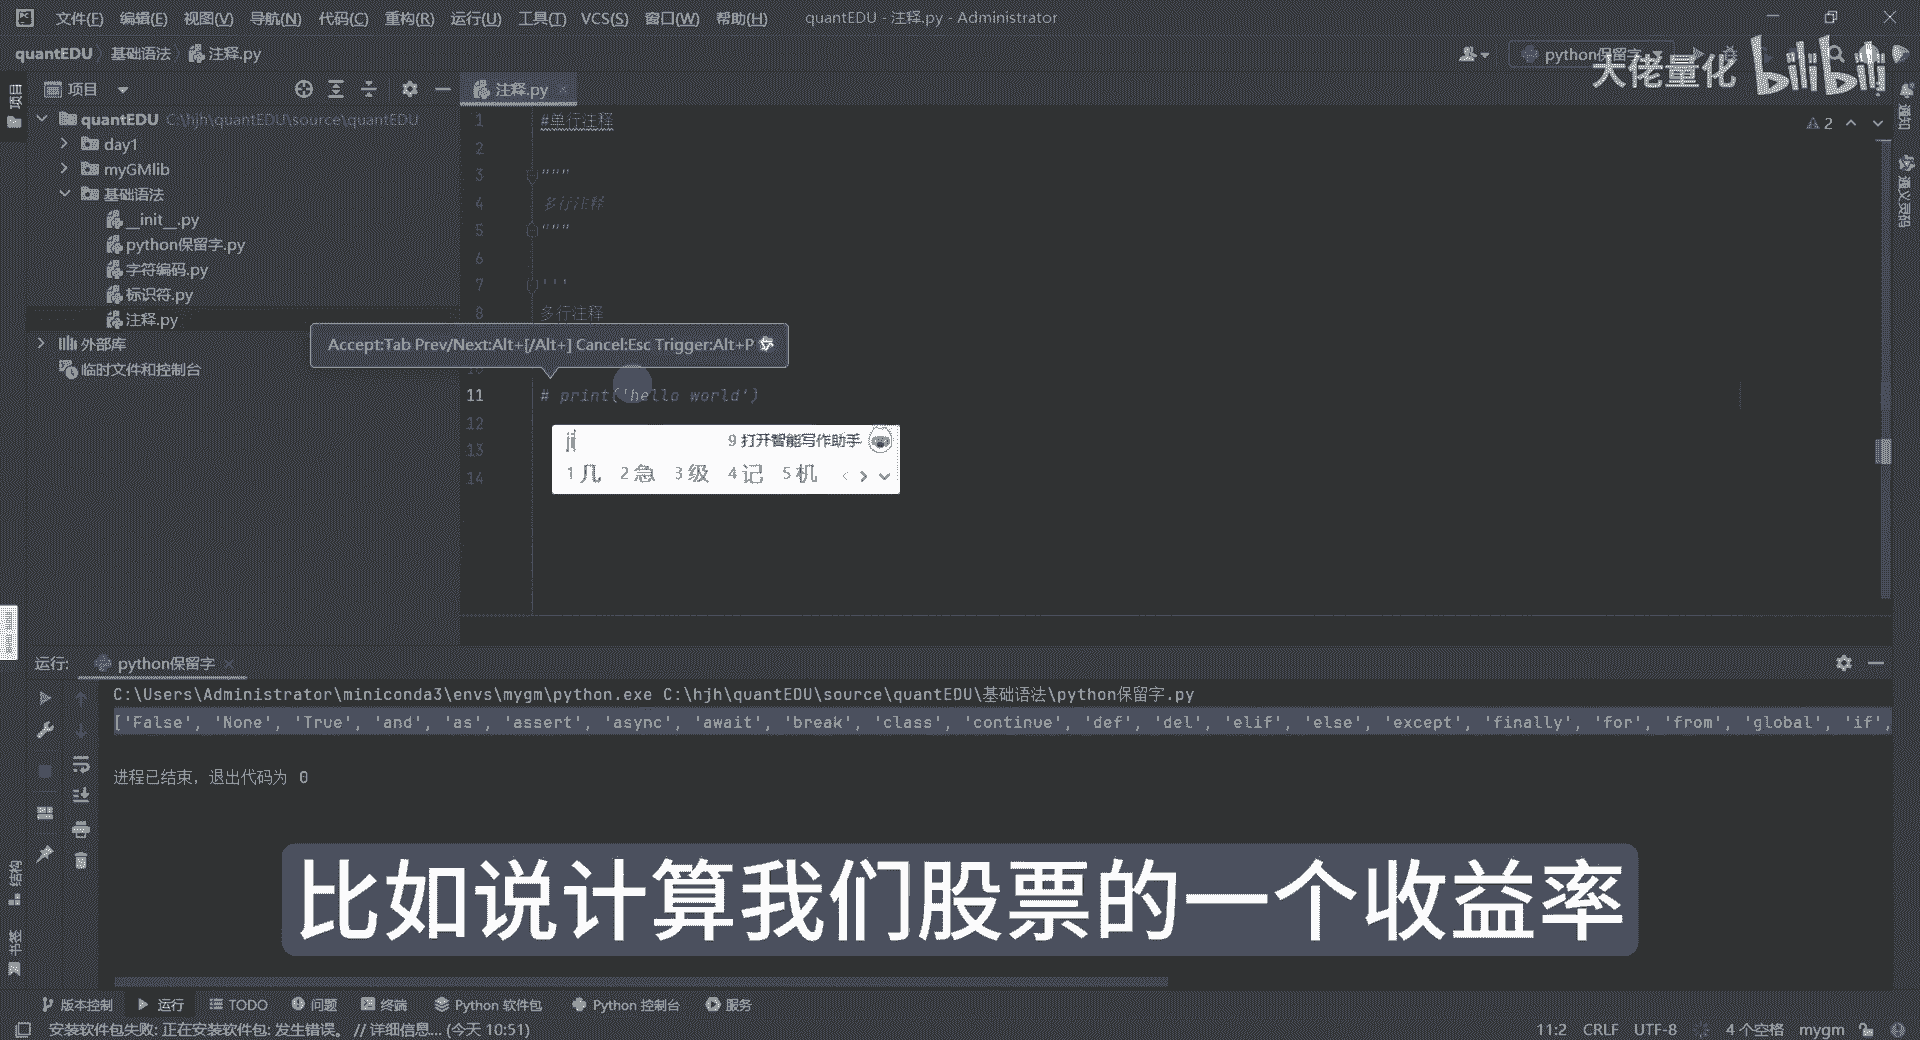 文件(F) 编辑(E) 视图(V) 导航(N) 代码(C) 重构(R) 运行(U) 工具(T) VCS(S) 窗口(W) 帮助(H) quantEDU - 注释.py - Administrator
quantEDU 基础语法 注释.py
python保留字
大佬量化 bilibili
项目
项目
注释.py
通知
通义灵码
quantEDU C:\hjh\quantEDU\source\quantEDU
day1
myGMlib
基础语法
__init__.py
python保留字.py
字符编码.py
标识符.py
注释.py
外部库
临时文件和控制台
1 #单行注释
2
3 """
4 多行注释
5 """
6
7 '''
8 多行注释
10
11 # print('hello world')
12
13
14
2
Accept:Tab Prev/Next:Alt+[/Alt+] Cancel:Esc Trigger:Alt+P
ji 9 打开智能写作助手
1 几 2 急 3 级 4 记 5 机
运行: python保留字
C:\Users\Administrator\miniconda3\envs\mygm\python.exe C:\hjh\quantEDU\source\quantEDU\基础语法\python保留字.py
['False', 'None', 'True', 'and', 'as', 'assert', 'async', 'await', 'break', 'class', 'continue', 'def', 'del', 'elif', 'else', 'except', 'finally', 'for', 'from', 'global', 'if',
进程已结束，退出代码为 0
结构
书签
比如说计算我们股票的一个收益率
版本控制 运行 TODO 问题 终端 Python 软件包 Python 控制台 服务
安装软件包失败: 正在安装软件包: 发生错误。 // 详细信息... (今天 10:51) 11:2 CRLF UTF-8 4 个空格 mygm